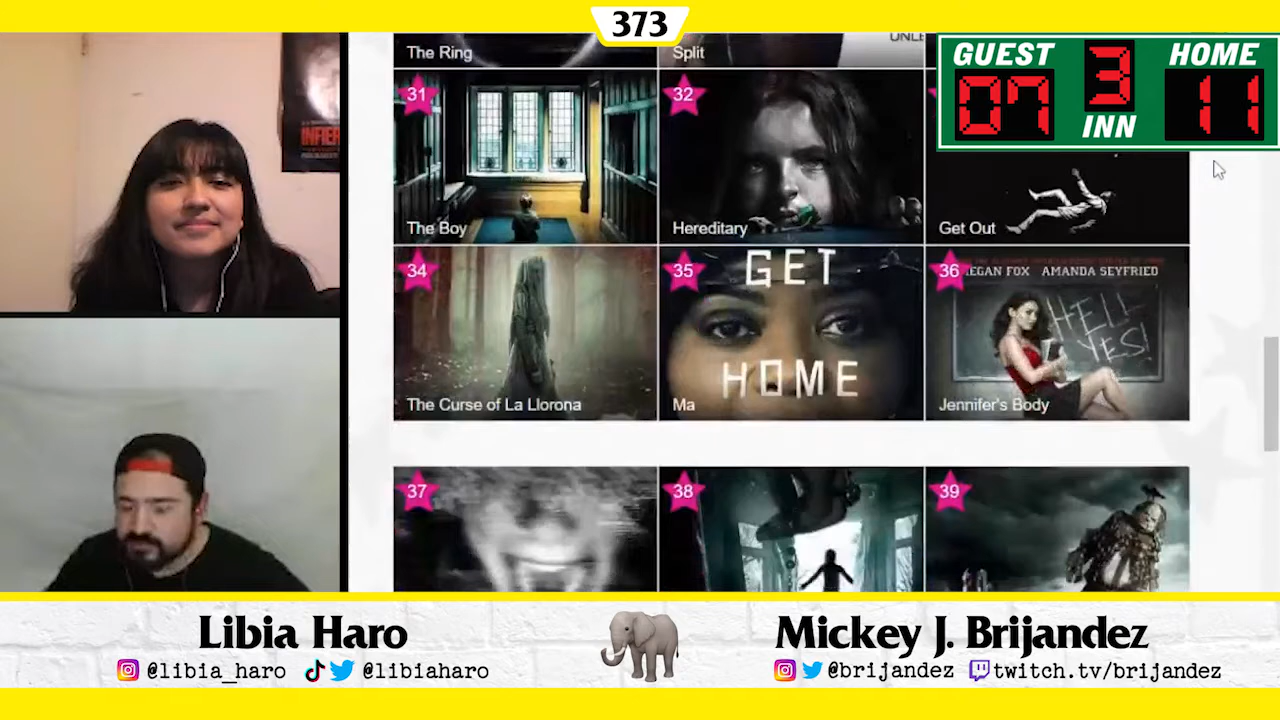 373
GUEST
3
HOME
07
11
INN
The Ring
Split
UNLE
31
The Boy
32
Hereditary
Get Out
34
The Curse of La Llorona
35
GET
HOME
Ma
36
EGAN FOX AMANDA SEYFRIED
HELL
YES!
Jennifer's Body
37
38
39
INFIER
Libia Haro
@libia_haro
@libiaharo
Mickey J. Brijandez
@brijandez
twitch.tv/brijandez